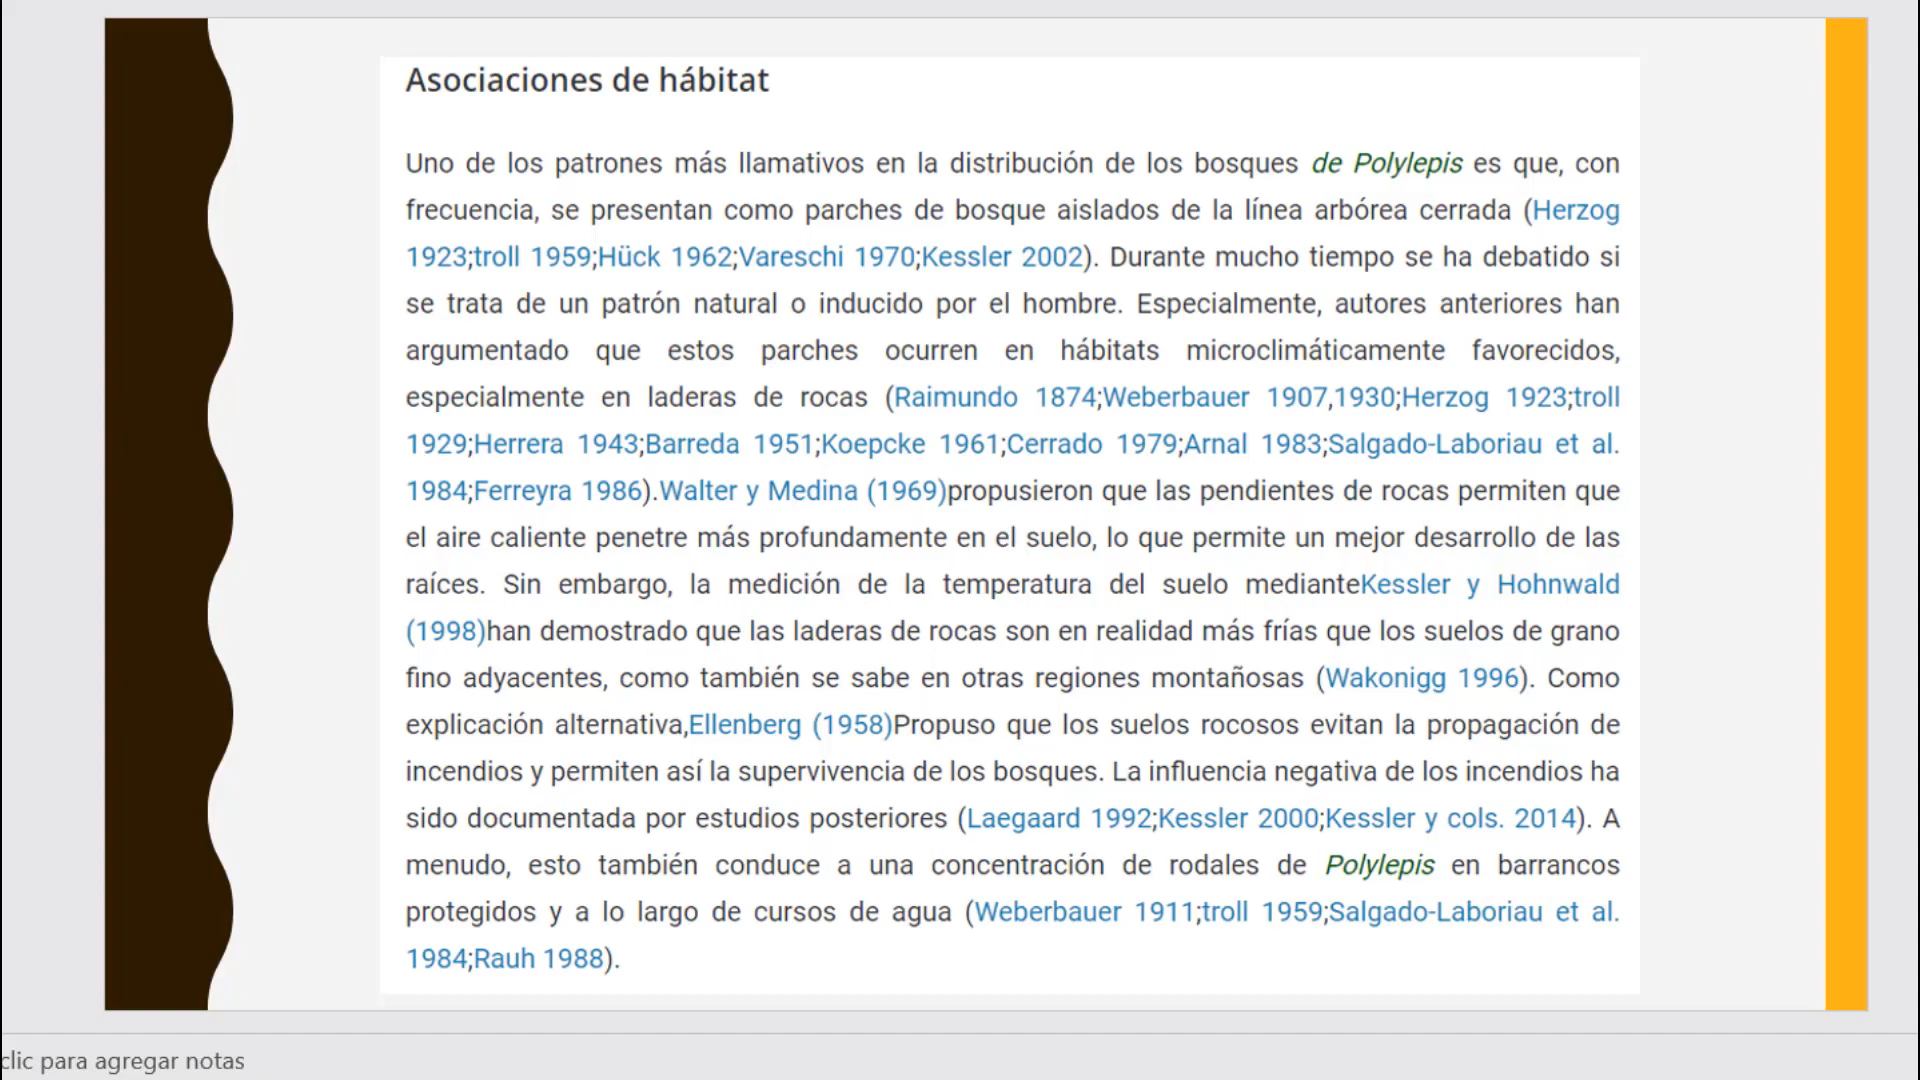 Asociaciones de hábitat
Uno de los patrones más llamativos en la distribución de los bosques de Polylepis es que, con
frecuencia, se presentan como parches de bosque aislados de la línea arbórea cerrada (Herzog
1923;troll 1959;Hück 1962;Vareschi 1970;Kessler 2002). Durante mucho tiempo se ha debatido si
se trata de un patrón natural o inducido por el hombre. Especialmente, autores anteriores han
argumentado que estos parches ocurren en hábitats microclimáticamente favorecidos,
especialmente en laderas de rocas (Raimundo 1874;Weberbauer 1907,1930;Herzog 1923;troll
1929;Herrera 1943;Barreda 1951;Koepcke 1961;Cerrado 1979;Arnal 1983;Salgado-Laboriau et al.
1984;Ferreyra 1986).Walter y Medina (1969)propusieron que las pendientes de rocas permiten que
el aire caliente penetre más profundamente en el suelo, lo que permite un mejor desarrollo de las
raíces. Sin embargo, la medición de la temperatura del suelo medianteKessler y Hohnwald
(1998)han demostrado que las laderas de rocas son en realidad más frías que los suelos de grano
fino adyacentes, como también se sabe en otras regiones montañosas (Wakonigg 1996). Como
explicación alternativa,Ellenberg (1958)Propuso que los suelos rocosos evitan la propagación de
incendios y permiten así la supervivencia de los bosques. La influencia negativa de los incendios ha
sido documentada por estudios posteriores (Laegaard 1992;Kessler 2000;Kessler y cols. 2014). A
menudo, esto también conduce a una concentración de rodales de Polylepis en barrancos
protegidos y a lo largo de cursos de agua (Weberbauer 1911;troll 1959;Salgado-Laboriau et al.
1984;Rauh 1988).
clic para agregar notas